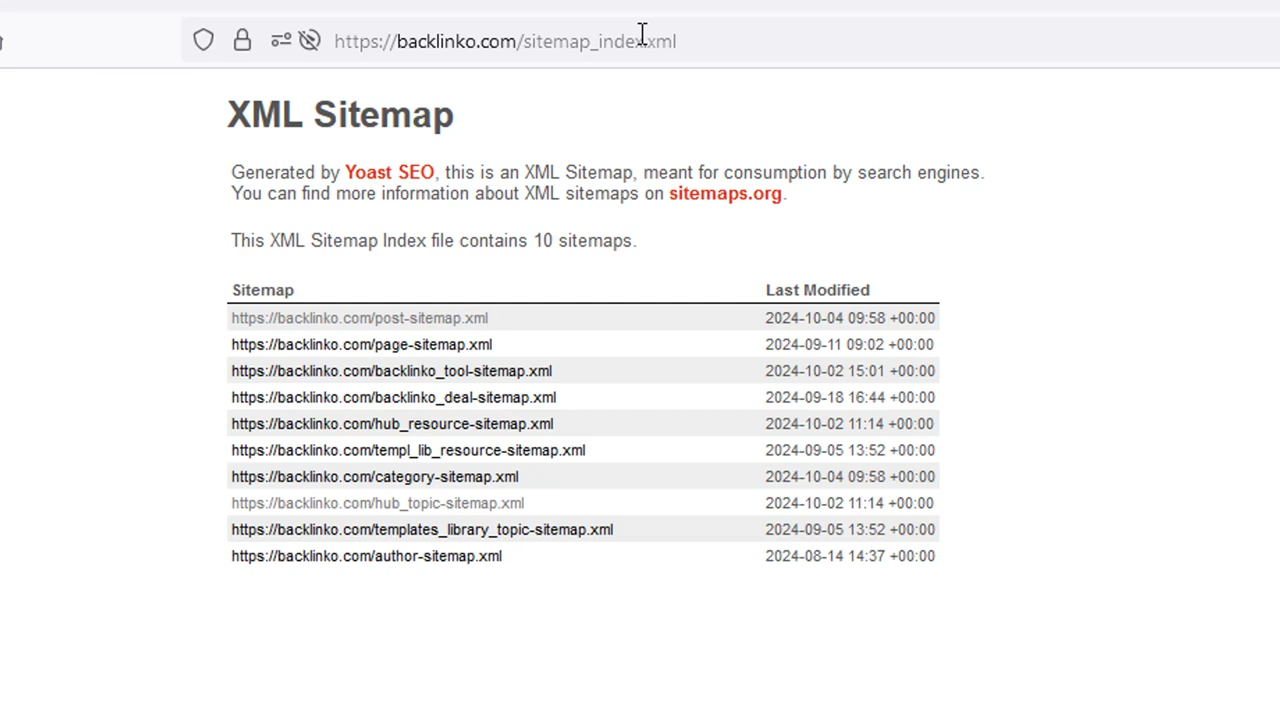 https://backlinko.com/sitemap_index.xml
XML Sitemap
Generated by Yoast SEO, this is an XML Sitemap, meant for consumption by search engines.
You can find more information about XML sitemaps on sitemaps.org.
This XML Sitemap Index file contains 10 sitemaps.
Sitemap Last Modified
https://backlinko.com/post-sitemap.xml 2024-10-04 09:58 +00:00
https://backlinko.com/page-sitemap.xml 2024-09-11 09:02 +00:00
https://backlinko.com/backlinko_tool-sitemap.xml 2024-10-02 15:01 +00:00
https://backlinko.com/backlinko_deal-sitemap.xml 2024-09-18 16:44 +00:00
https://backlinko.com/hub_resource-sitemap.xml 2024-10-02 11:14 +00:00
https://backlinko.com/templ_lib_resource-sitemap.xml 2024-09-05 13:52 +00:00
https://backlinko.com/category-sitemap.xml 2024-10-04 09:58 +00:00
https://backlinko.com/hub_topic-sitemap.xml 2024-10-02 11:14 +00:00
https://backlinko.com/templates_library_topic-sitemap.xml 2024-09-05 13:52 +00:00
https://backlinko.com/author-sitemap.xml 2024-08-14 14:37 +00:00